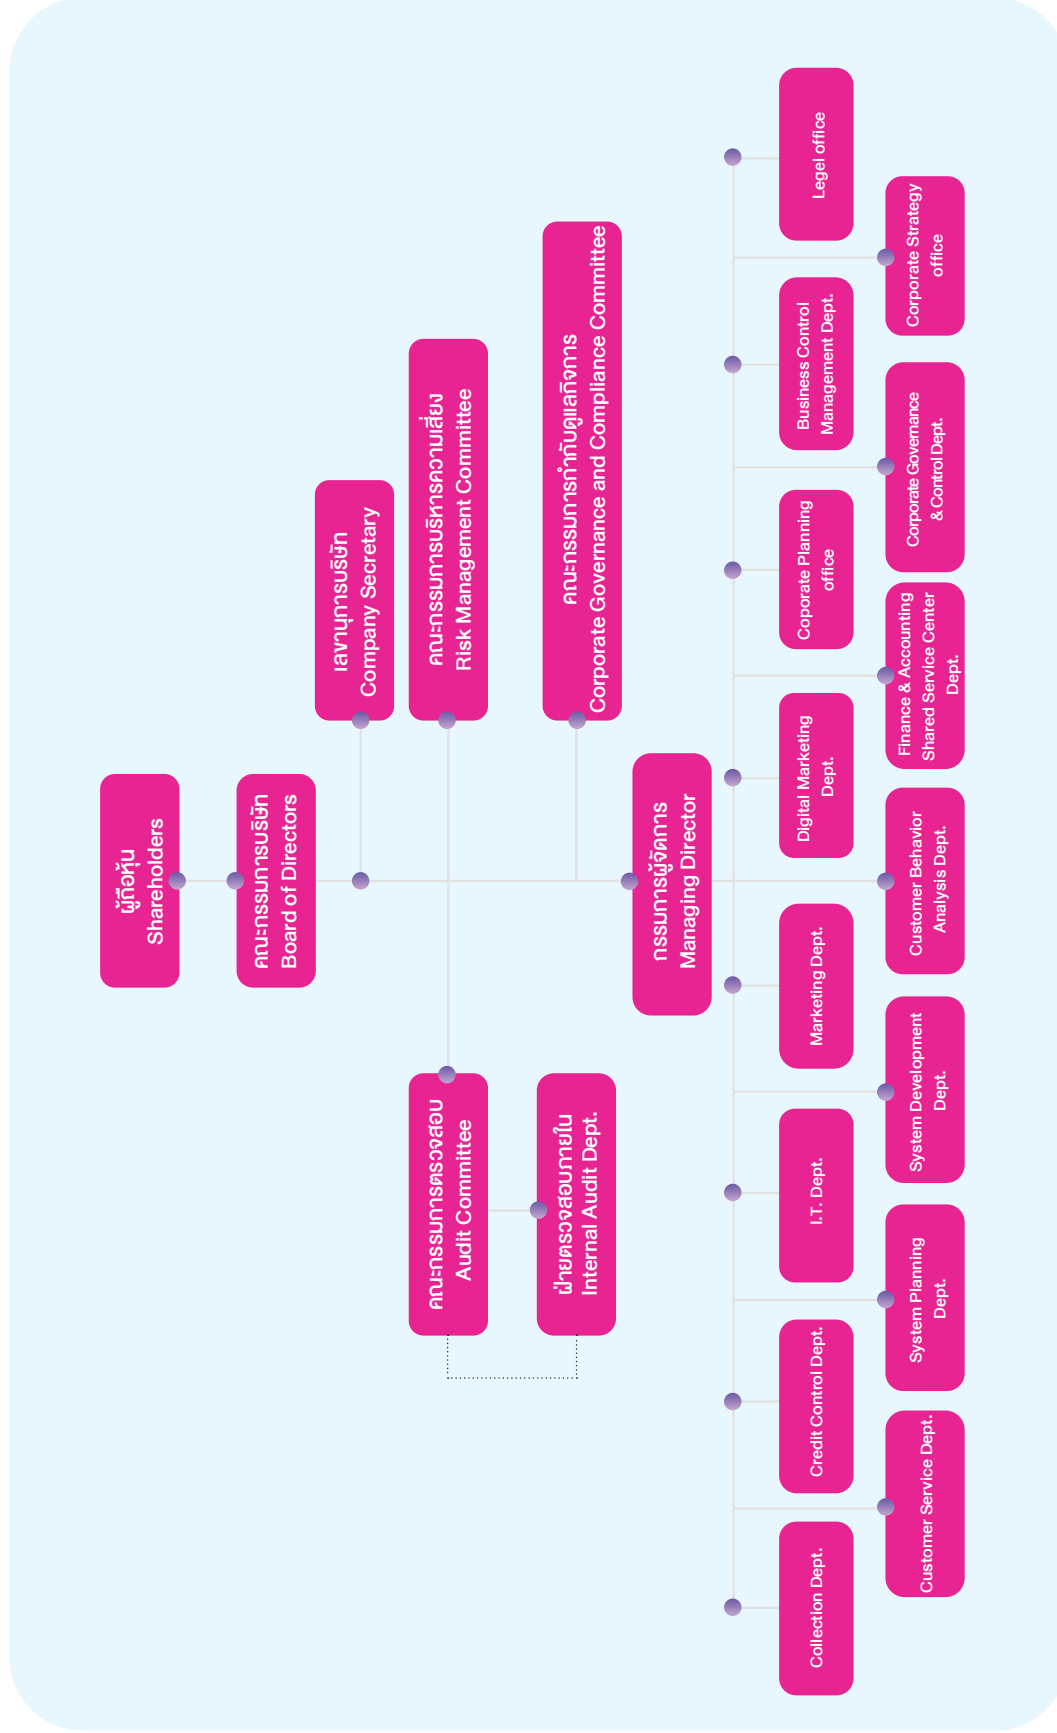 ผู้ถือหุ้น
Shareholders
คณะกรรมการบริษัท
Board of Directors
เลขานุการบริษัท
Company Secretary
คณะกรรมการตรวจสอบ
Audit Committee
คณะกรรมการบริหารความเสี่ยง
Risk Management Committee
ฝ่ายตรวจสอบภายใน
Internal Audit Dept.
คณะกรรมการกำกับดูแลกิจการ
Corporate Governance and Compliance Committee
กรรมการผู้จัดการ
Managing Director
Collection Dept.
Credit Control Dept.
I.T. Dept.
Marketing Dept.
Digital Marketing
Dept.
Coporate Planning
office
Business Control
Management Dept.
Legel office
Customer Service Dept.
System Planning
Dept.
System Development
Dept.
Customer Behavior
Analysis Dept.
Finance & Accounting
Shared Service Center
Dept.
Corporate Governance
& Control Dept.
Corporate Strategy
office